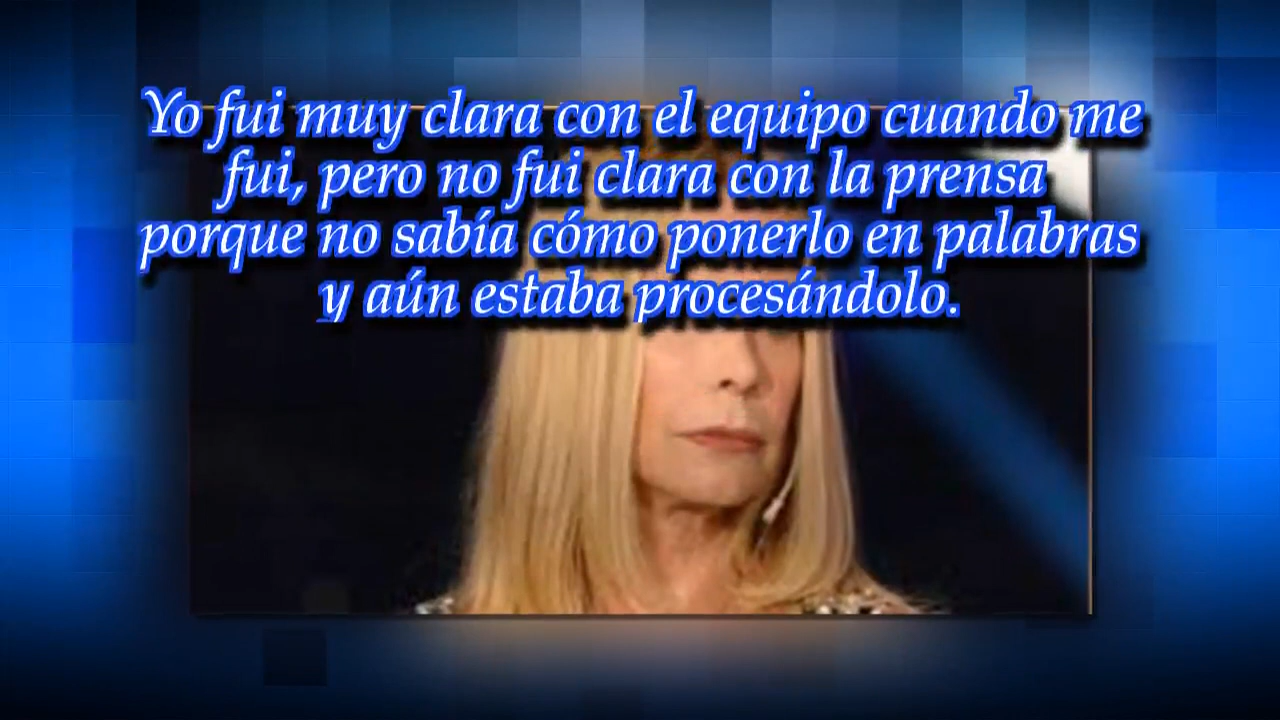 Yo fui muy clara con el equipo cuando me
fui, pero no fui clara con la prensa
porque no sabía cómo ponerlo en palabras
y aún estaba procesándolo.